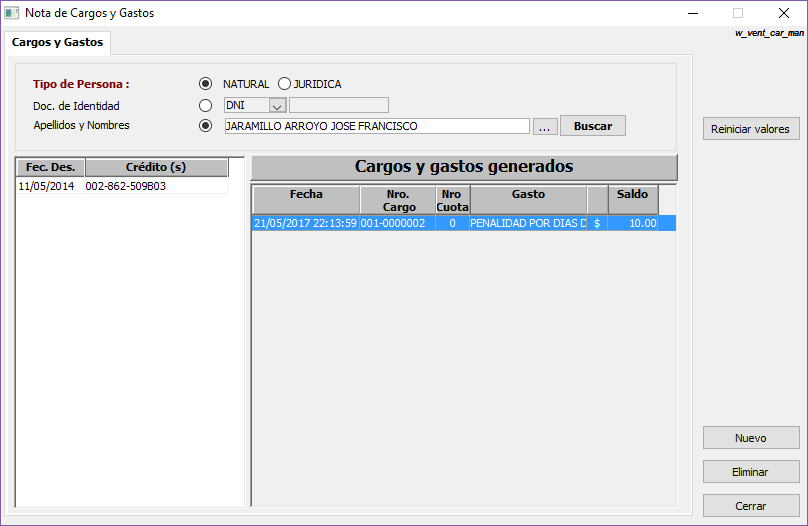 Nota de Cargos y Gastos
w_vent_car_man
Cargos y Gastos
Tipo de Persona :
NATURAL
JURIDICA
Doc. de Identidad
DNI
Apellidos y Nombres
JARAMILLO ARROYO JOSE FRANCISCO
...
Buscar
Reiniciar valores
Fec. Des.
Crédito (s)
11/05/2014
002-862-509B03
Cargos y gastos generados
Fecha
Nro.
Cargo
Nro
Cuota
Gasto
Saldo
21/05/2017 22:13:59
001-0000002
0
PENALIDAD POR DIAS D
$
10.00
Nuevo
Eliminar
Cerrar